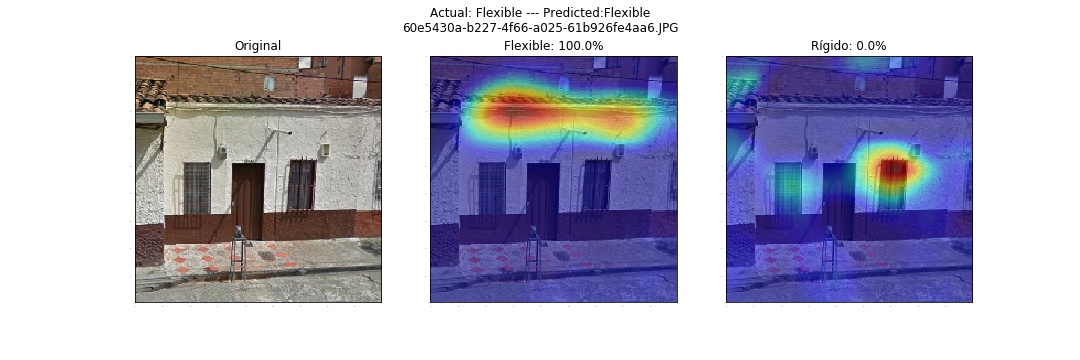 Actual: Flexible --- Predicted:Flexible
60e5430a-b227-4f66-a025-61b926fe4aa6.JPG
Original
Flexible: 100.0%
Rígido: 0.0%